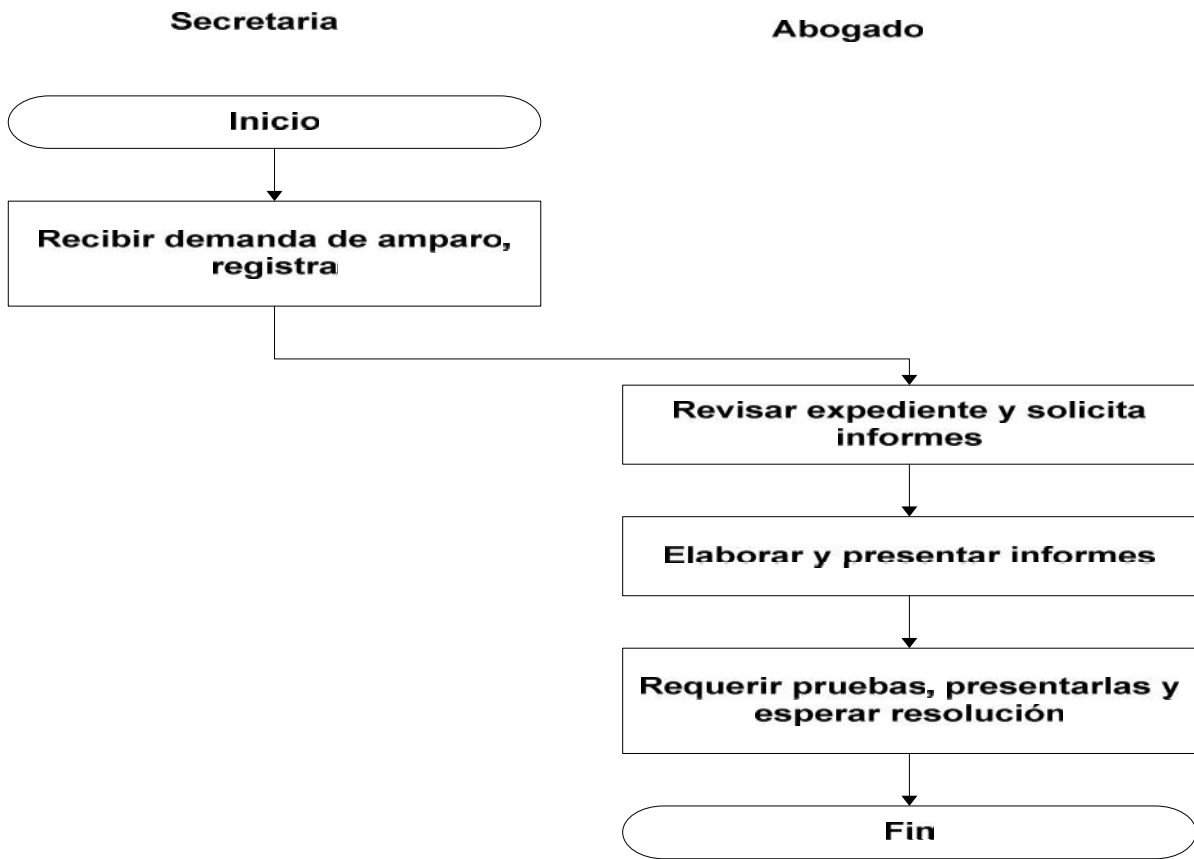 Secretaria
Abogado
Inicio
Recibir demanda de amparo,
registra
Revisar expediente y solicita
informes
Elaborar y presentar informes
Requerir pruebas, presentarlas y
esperar resolución
Fin